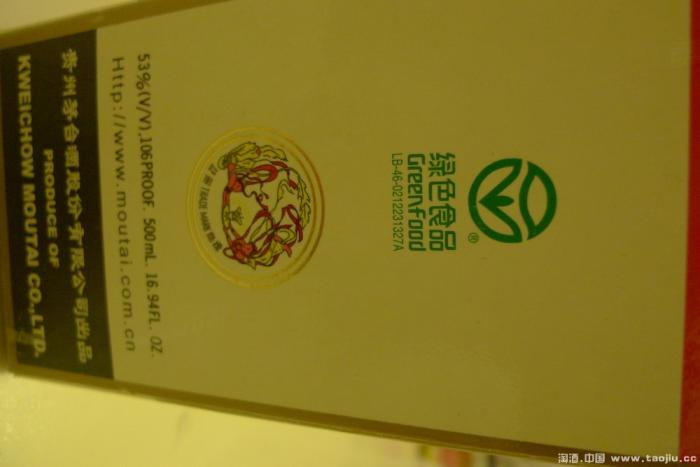 ®
绿色食品
Greenfood
LB-46-0212231327A
TRADE MARK
53%(V/V),106PROOF. 500mL. 16.94FL. OZ.
Http://www.moutai.com.cn
贵州茅台酒股份有限公司出品
PRODUCE OF
KWEICHOW MOUTAI CO.,LTD.
淘酒.中国 www.taojiu.cc